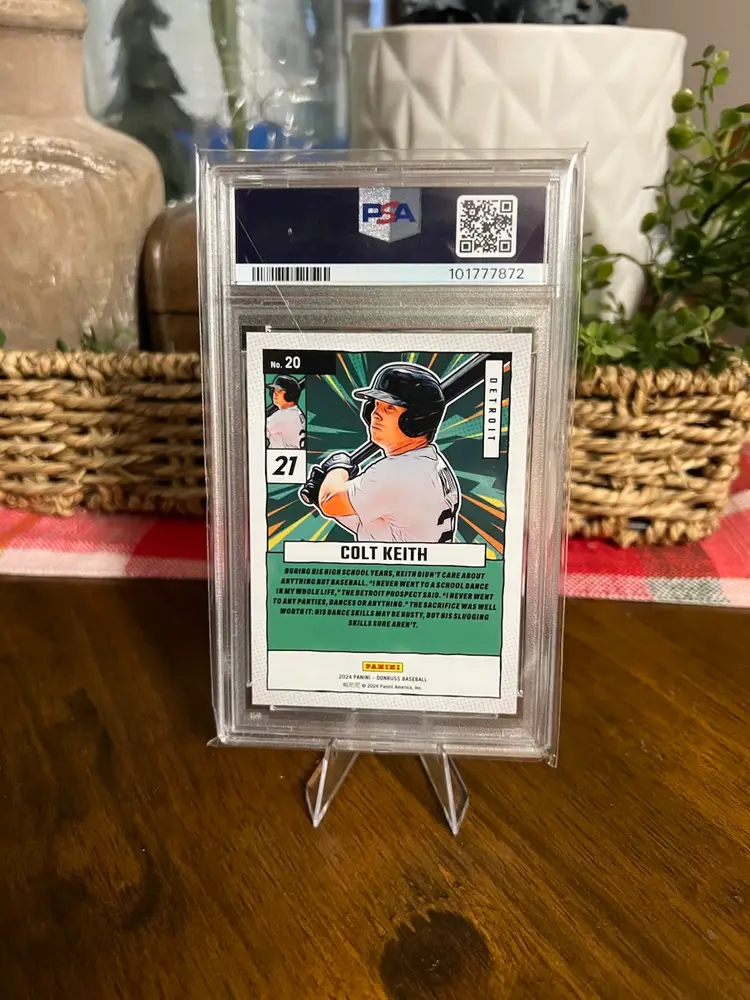 PSA
101777872
No. 20
DETROIT
21
COLT KEITH
DURING HIS HIGH SCHOOL YEARS, KEITH DIDN'T CARE ABOUT
ANYTHING BUT BASEBALL. "I NEVER WENT TO A SCHOOL DANCE
IN MY WHOLE LIFE," THE DETROIT PROSPECT SAID. "I NEVER WENT
TO ANY PARTIES, DANCES OR ANYTHING." THE SACRIFICE WAS WELL
WORTH IT: HIS DANCE SKILLS MAY BE RUSTY, BUT HIS SLUGGING
SKILLS SURE AREN'T.
PANINI
2024 PANINI – DONRUSS BASEBALL
© 2024 Panini America, Inc.